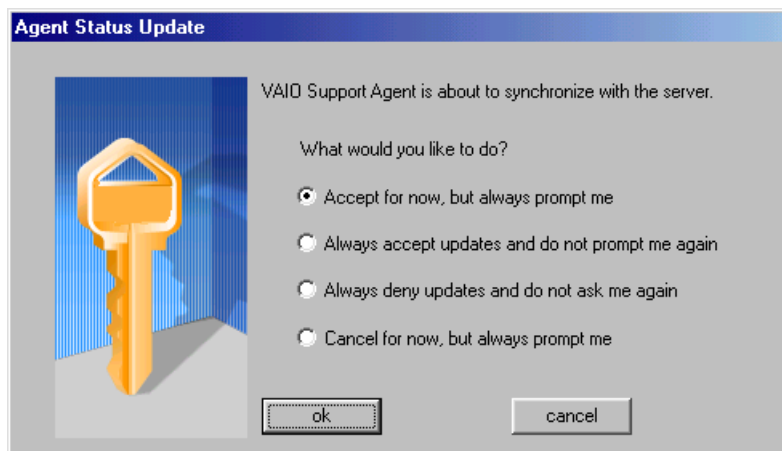 Agent Status Update
VAIO Support Agent is about to synchronize with the server.
What would you like to do?
Accept for now, but always prompt me
Always accept updates and do not prompt me again
Always deny updates and do not ask me again
Cancel for now, but always prompt me
ok
cancel